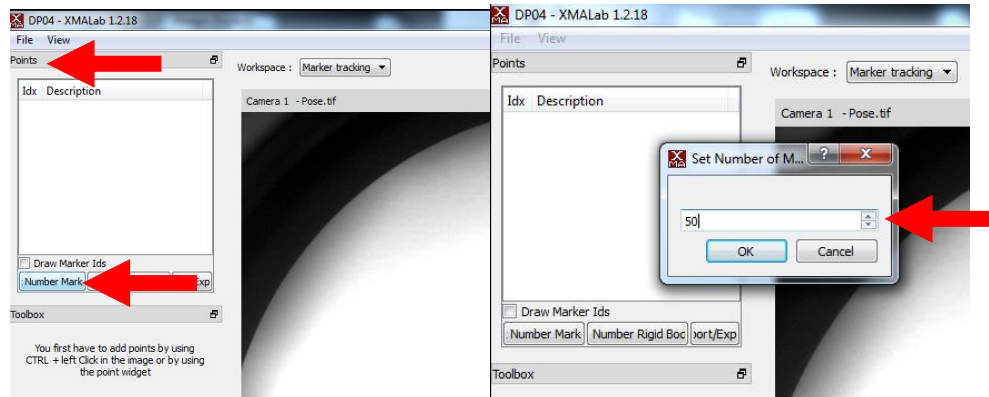 DP04 - XMALab 1.2.18
File View
Points
Workspace : Marker tracking
Idx Description
Camera 1 - Pose.tif
Draw Marker Ids
Number Mark
Exp
Toolbox
You first have to add points by using
CTRL + left Click in the image or by using
the point widget
DP04 - XMALab 1.2.18
File View
Points
Workspace : Marker tracking
Idx Description
Camera 1 - Pose.tif
XMA Set Number of M... ?
50
OK Cancel
Draw Marker Ids
Number Mark Number Rigid Boc ort/Exp
Toolbox